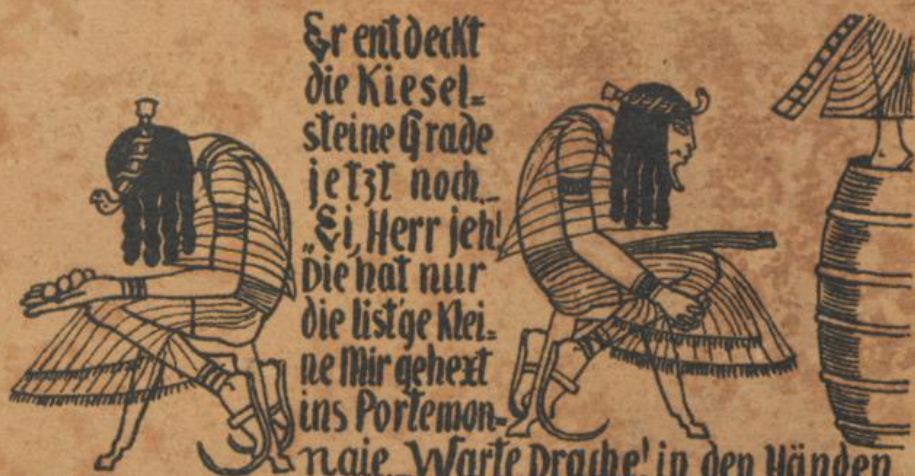 Er entdeckt
die Kiesel=
steine Grade
jetzt noch._
„Ei, Herr jeh!
Die hat nur
die list'ge Klei=
ne Mir gehext
ins Portemon=
naie. „Warte Drache! in den Händen